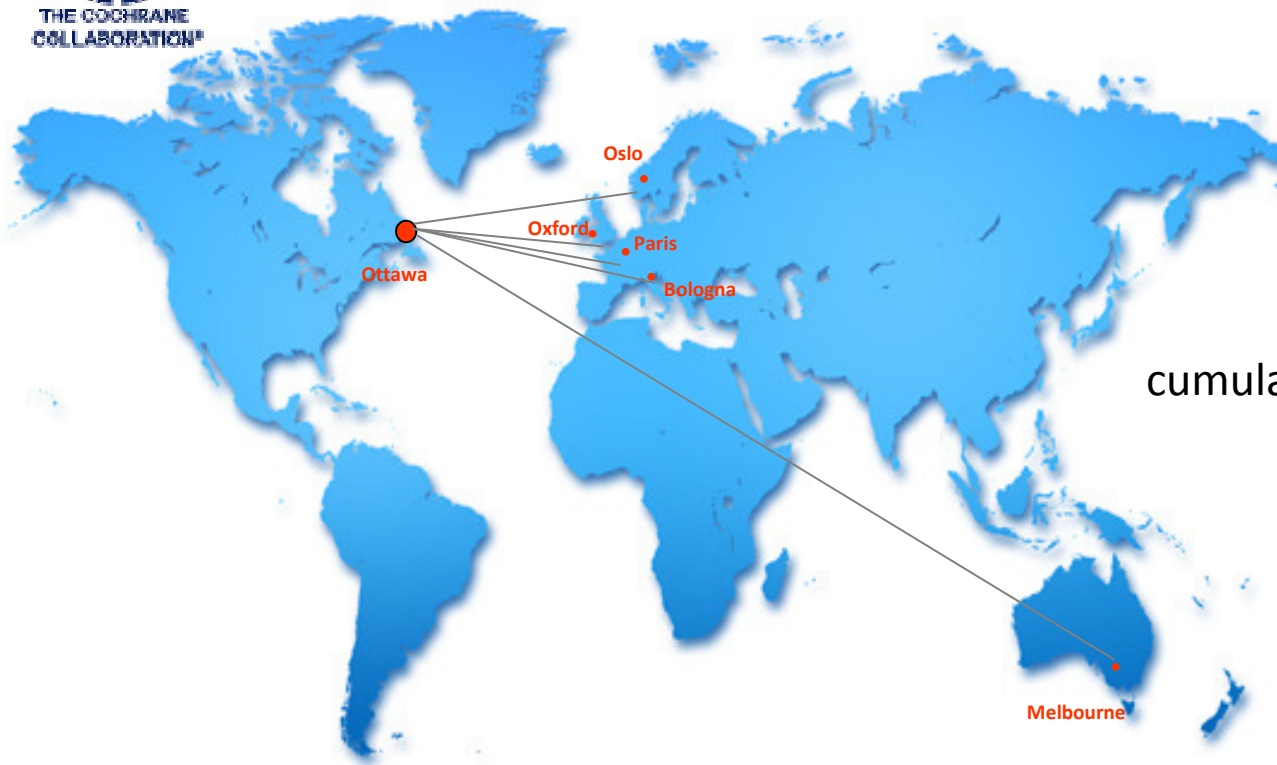 THE COCHRANE
COLLABORATION®
Oslo
Oxford
Paris
Ottawa
Bologna
cumula
Melbourne